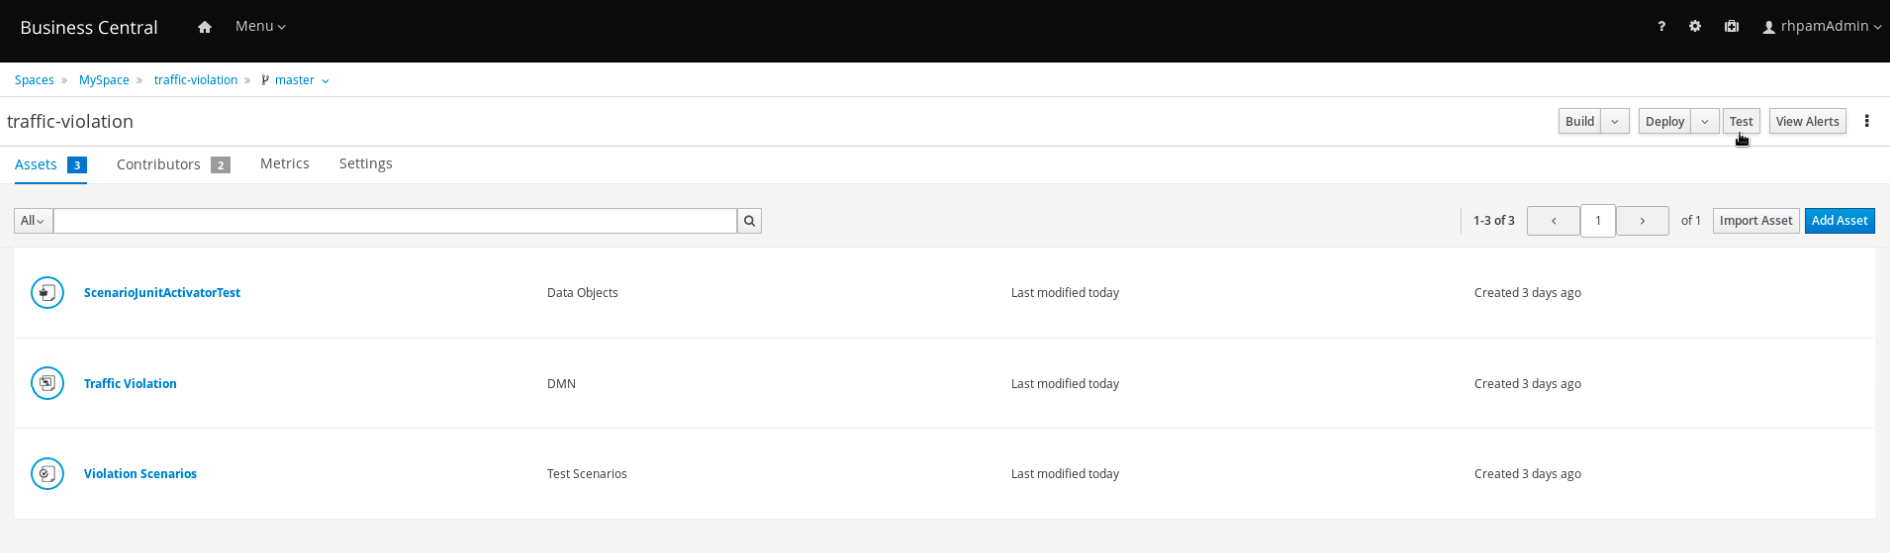 Business Central Menu ? rhpamAdmin
Spaces » MySpace » traffic-violation » master
traffic-violation Build Deploy Test View Alerts
Assets 3 Contributors 2 Metrics Settings
All 1-3 of 3 < 1 > of 1 Import Asset Add Asset
ScenarioJunitActivatorTest Data Objects Last modified today Created 3 days ago
Traffic Violation DMN Last modified today Created 3 days ago
Violation Scenarios Test Scenarios Last modified today Created 3 days ago